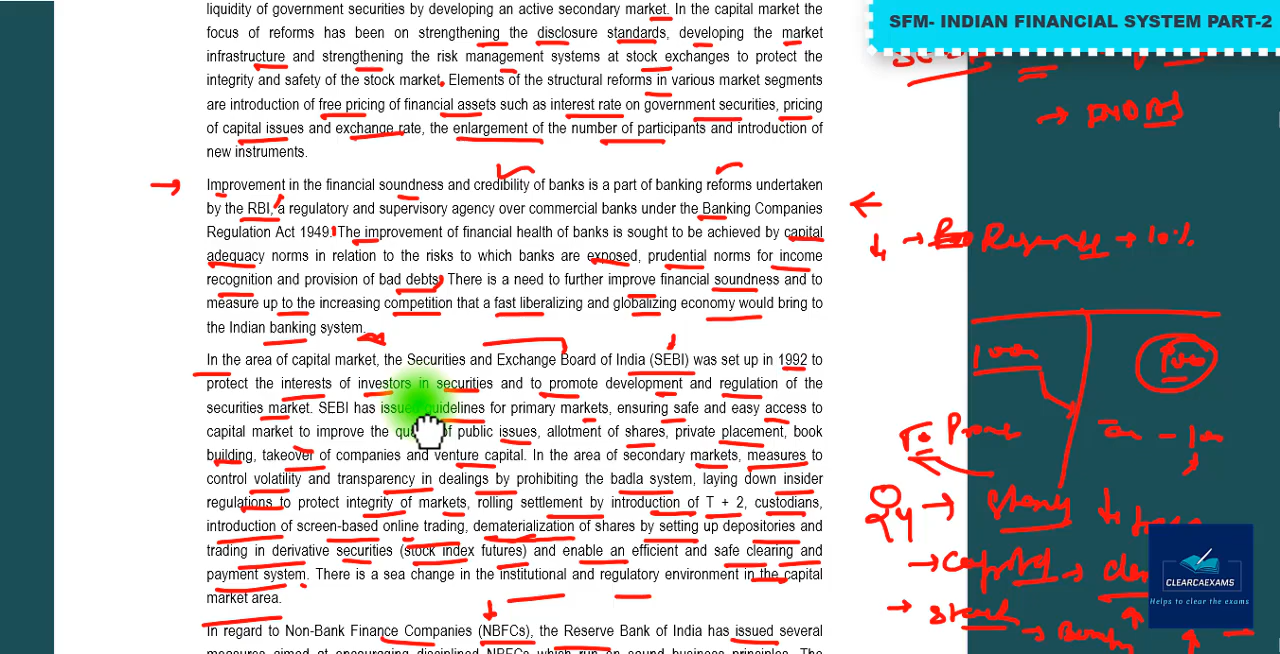 liquidity of government securities by developing an active secondary market. In the capital market the
focus of reforms has been on strengthening the disclosure standards, developing the market
infrastructure and strengthening the risk management systems at stock exchanges to protect the
integrity and safety of the stock market. Elements of the structural reforms in various market segments
are introduction of free pricing of financial assets such as interest rate on government securities, pricing
of capital issues and exchange rate, the enlargement of the number of participants and introduction of
new instruments.
Improvement in the financial soundness and credibility of banks is a part of banking reforms undertaken
by the RBI, a regulatory and supervisory agency over commercial banks under the Banking Companies
Regulation Act 1949. The improvement of financial health of banks is sought to be achieved by capital
adequacy norms in relation to the risks to which banks are exposed, prudential norms for income
recognition and provision of bad debts. There is a need to further improve financial soundness and to
measure up to the increasing competition that a fast liberalizing and globalizing economy would bring to
the Indian banking system.
In the area of capital market, the Securities and Exchange Board of India (SEBI) was set up in 1992 to
protect the interests of investors in securities and to promote development and regulation of the
securities market. SEBI has issued guidelines for primary markets, ensuring safe and easy access to
capital market to improve the of public issues, allotment of shares, private placement, book
building, takeover of companies and venture capital. In the area of secondary markets, measures to
control volatility and transparency in dealings by prohibiting the badla system, laying down insider
regulations to protect integrity of markets, rolling settlement by introduction of T + 2, custodians,
introduction of screen-based online trading, dematerialization of shares by setting up depositories and
trading in derivative securities (stock index futures) and enable an efficient and safe clearing and
payment system. There is a sea change in the institutional and regulatory environment in the capital
market area.
In regard to Non-Bank Finance Companies (NBFCs), the Reserve Bank of India has issued several
measures aimed at encouraging disciplined NBFCs which run on sound business principles. The
SFM- INDIAN FINANCIAL SYSTEM PART-2
10%
CLEARCAEXAMS
Helps to clear the exams